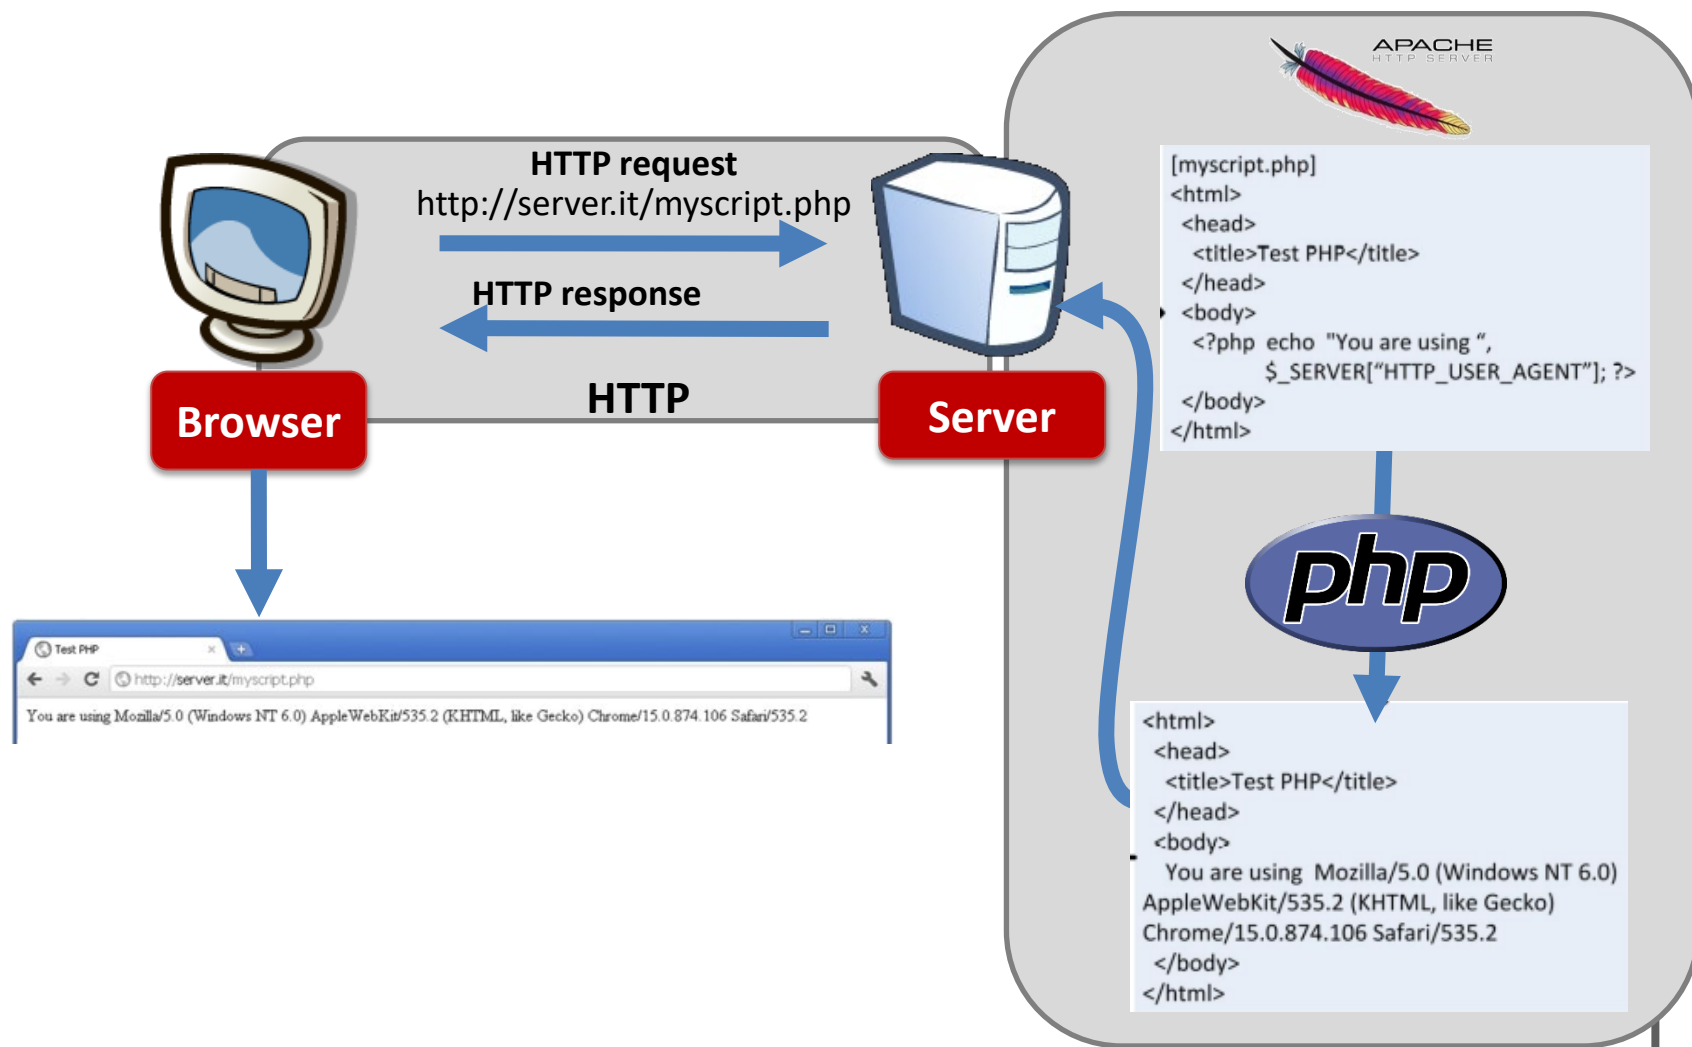 APACHE
HTTP SERVER
HTTP request
http://server.it/myscript.php
HTTP response
HTTP
Browser
Server
[myscript.php]
<html>
<head>
<title>Test PHP</title>
</head>
<body>
<?php echo "You are using “,
$_SERVER[“HTTP_USER_AGENT”]; ?>
</body>
</html>
php
<html>
<head>
<title>Test PHP</title>
</head>
<body>
You are using Mozilla/5.0 (Windows NT 6.0)
AppleWebKit/535.2 (KHTML, like Gecko)
Chrome/15.0.874.106 Safari/535.2
</body>
</html>
Test PHP
http://server.it/myscript.php
You are using Mozilla/5.0 (Windows NT 6.0) AppleWebKit/535.2 (KHTML, like Gecko) Chrome/15.0.874.106 Safari/535.2